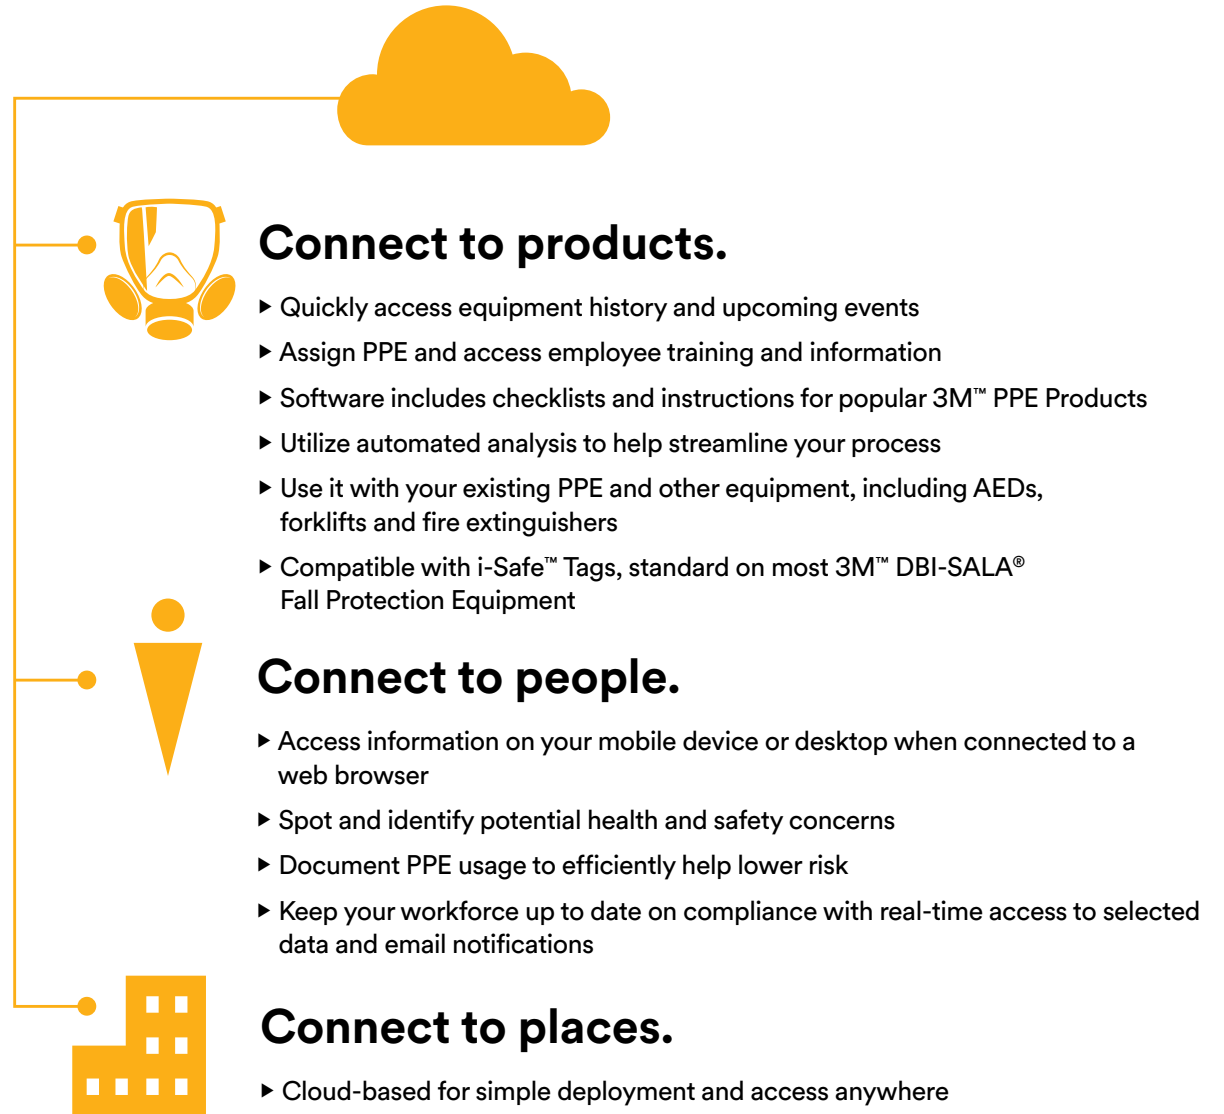 Connect to products.
▸ Quickly access equipment history and upcoming events
▸ Assign PPE and access employee training and information
▸ Software includes checklists and instructions for popular 3M™ PPE Products
▸ Utilize automated analysis to help streamline your process
▸ Use it with your existing PPE and other equipment, including AEDs,
forklifts and fire extinguishers
▸ Compatible with i-Safe™ Tags, standard on most 3M™ DBI-SALA®
Fall Protection Equipment
Connect to people.
▸ Access information on your mobile device or desktop when connected to a
web browser
▸ Spot and identify potential health and safety concerns
▸ Document PPE usage to efficiently help lower risk
▸ Keep your workforce up to date on compliance with real-time access to selected
data and email notifications
Connect to places.
▸ Cloud-based for simple deployment and access anywhere